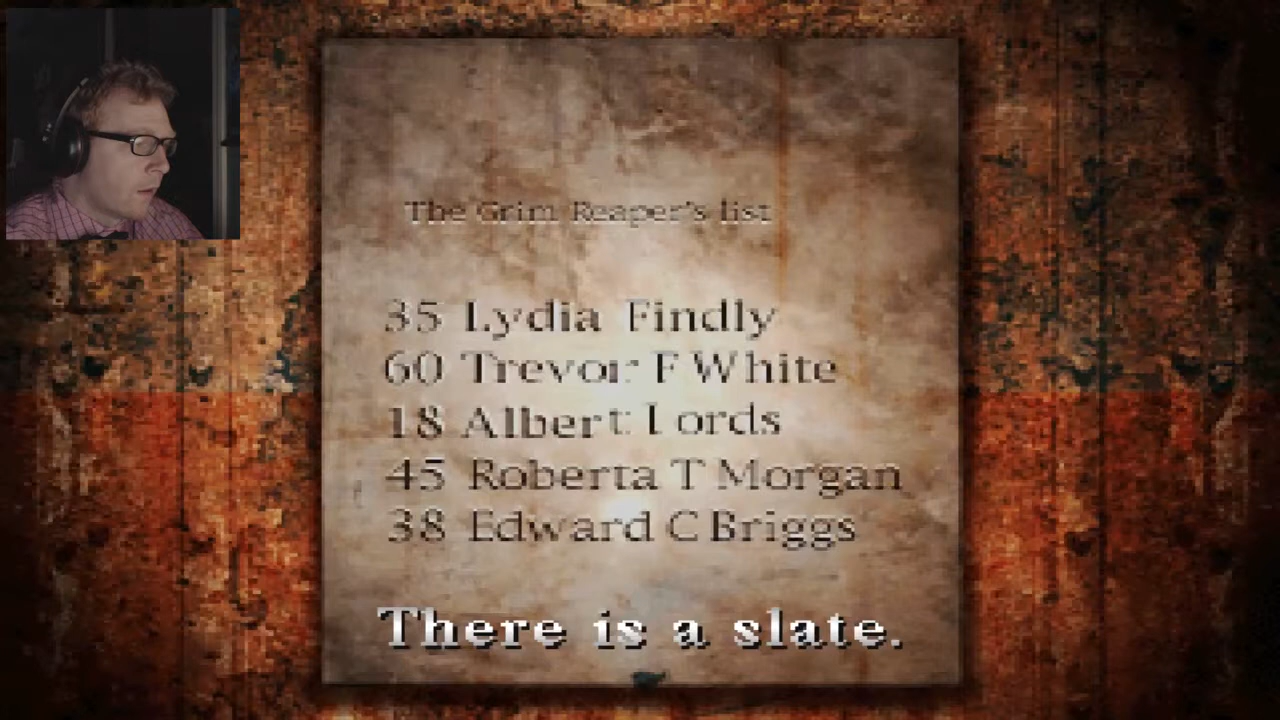 The Grim Reaper's list
35 Lydia Findly
60 Trevor F White
18 Albert Lords
45 Roberta T Morgan
38 Edward C Briggs
There is a slate.